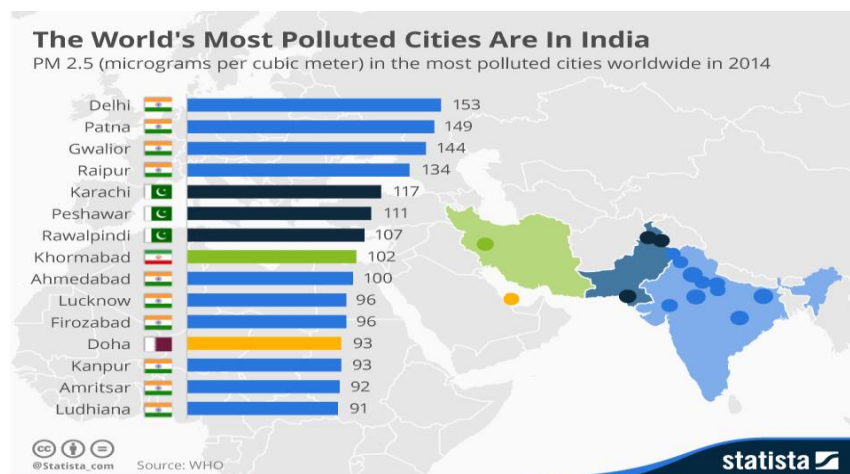 The World's Most Polluted Cities Are In India
PM 2.5 (micrograms per cubic meter) in the most polluted cities worldwide in 2014
Delhi 153
Patna 149
Gwalior 144
Raipur 134
Karachi 117
Peshawar 111
Rawalpindi 107
Khormabad 102
Ahmedabad 100
Lucknow 96
Firozabad 96
Doha 93
Kanpur 93
Amritsar 92
Ludhiana 91
cc
@Statista_com Source: WHO
statista